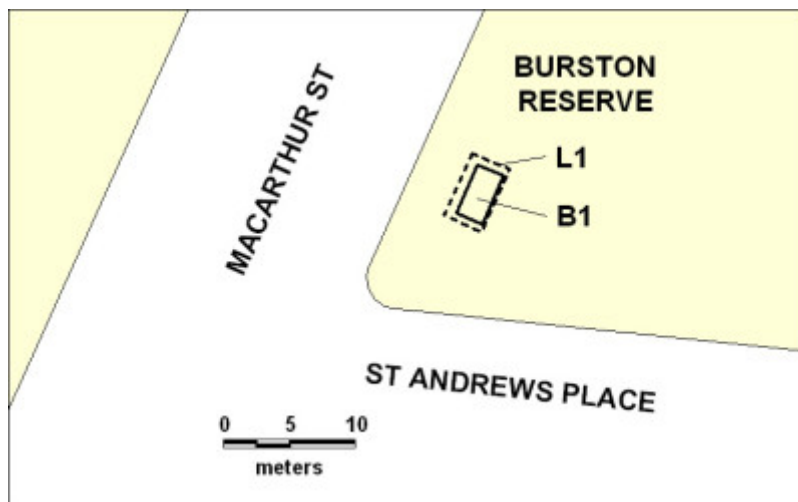 BURSTON
RESERVE
MACARTHUR ST
L1
B1
ST ANDREWS PLACE
0 5 10
meters